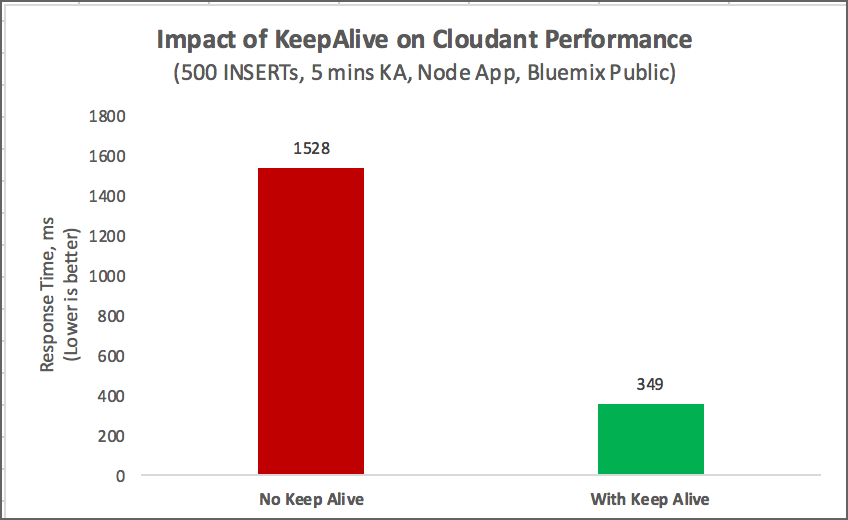 Impact of KeepAlive on Cloudant Performance
(500 INSERTs, 5 mins KA, Node App, Bluemix Public)
Response Time, ms
(Lower is better)
1800
1600
1400
1200
1000
800
600
400
200
0
1528
349
No Keep Alive
With Keep Alive